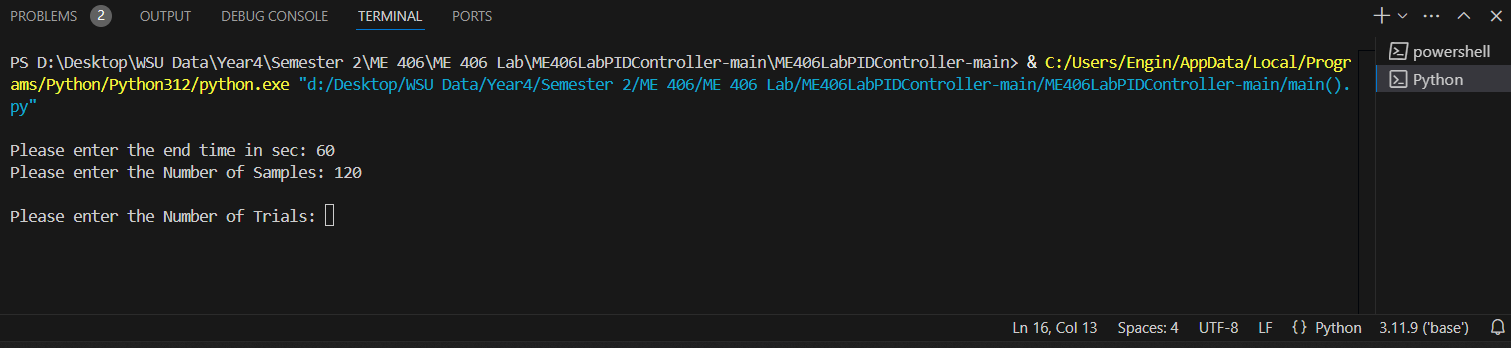 PROBLEMS 2 OUTPUT DEBUG CONSOLE TERMINAL PORTS
PS D:\Desktop\WSU Data\Year4\Semester 2\ME 406\ME 406 Lab\ME406LabPIDController-main\ME406LabPIDController-main> & C:/Users/Engin/AppData/Local/Progr
ams/Python/Python312/python.exe "d:/Desktop/WSU Data/Year4/Semester 2/ME 406/ME 406 Lab/ME406LabPIDController-main/ME406LabPIDController-main/main().
py"
Please enter the end time in sec: 60
Please enter the Number of Samples: 120
Please enter the Number of Trials:
powershell
Python
Ln 16, Col 13 Spaces: 4 UTF-8 LF {} Python 3.11.9 ('base')